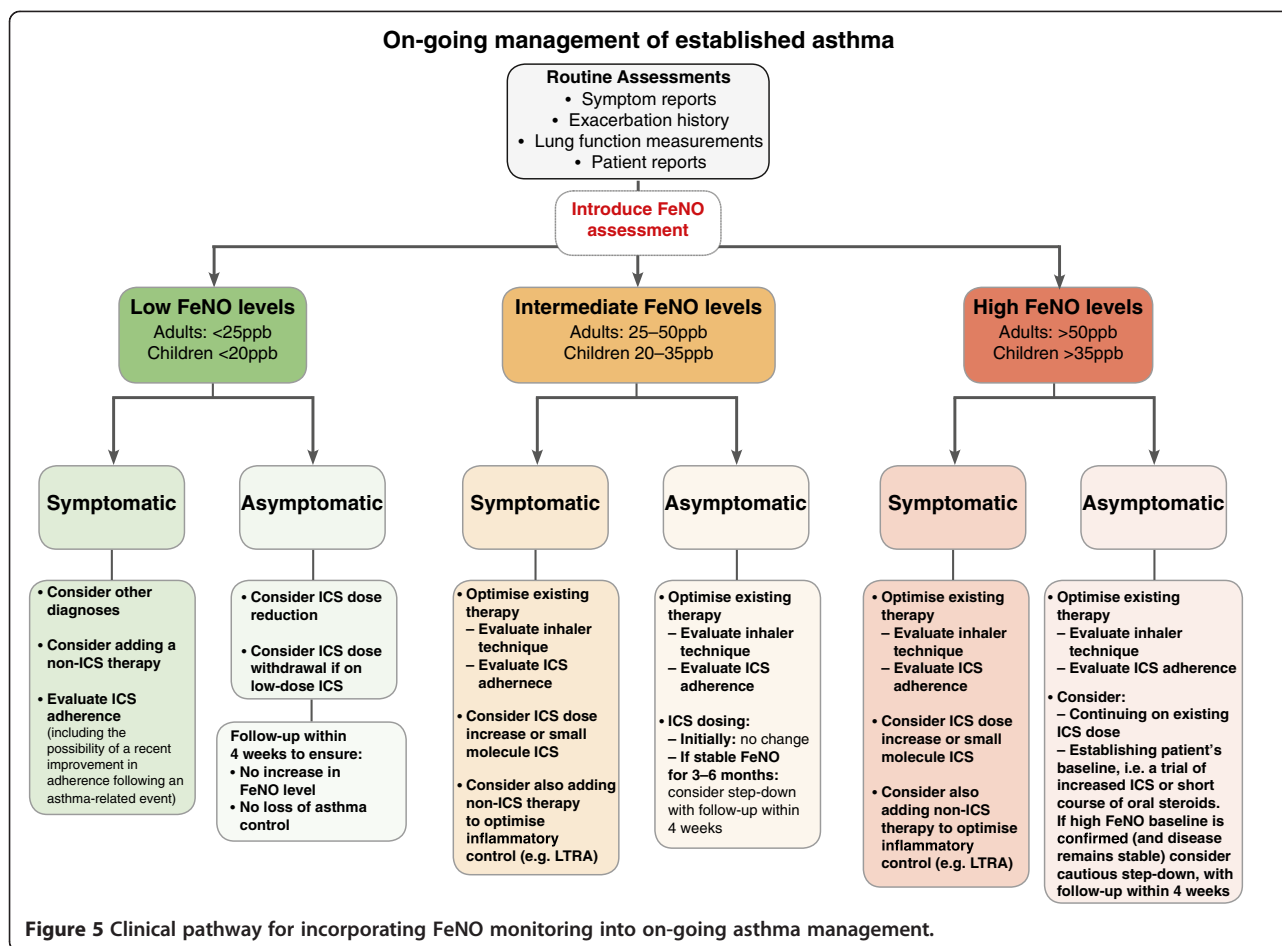 On-going management of established asthma
Routine Assessments
• Symptom reports
• Exacerbation history
• Lung function measurements
• Patient reports
Introduce FeNO
assessment
Low FeNO levels
Adults: <25ppb
Children <20ppb
Intermediate FeNO levels
Adults: 25–50ppb
Children 20–35ppb
High FeNO levels
Adults: >50ppb
Children >35ppb
Symptomatic
Asymptomatic
Symptomatic
Asymptomatic
Symptomatic
Asymptomatic
• Consider other
diagnoses
• Consider adding a
non-ICS therapy
• Evaluate ICS
adherence
(including the
possibility of a recent
improvement in
adherence following an
asthma-related event)
• Consider ICS dose
reduction
• Consider ICS dose
withdrawal if on
low-dose ICS
Follow-up within
4 weeks to ensure:
• No increase in
FeNO level
• No loss of asthma
control
• Optimise existing
therapy
– Evaluate inhaler
technique
– Evaluate ICS
adhernece
• Consider ICS dose
increase or small
molecule ICS
• Consider also adding
non-ICS therapy
to optimise
inflammatory
control (e.g. LTRA)
• Optimise existing
therapy
– Evaluate inhaler
technique
– Evaluate ICS
adherence
• ICS dosing:
– Initially: no change
– If stable FeNO
for 3–6 months:
consider step-down
with follow-up within
4 weeks
• Optimise existing
therapy
– Evaluate inhaler
technique
– Evaluate ICS
adherence
• Consider ICS dose
increase or small
molecule ICS
• Consider also
adding non-ICS
therapy to optimise
inflammatory
control (e.g. LTRA)
• Optimise existing
therapy
– Evaluate inhaler
technique
– Evaluate ICS adherence
• Consider:
– Continuing on existing
ICS dose
– Establishing patient's
baseline, i.e. a trial of
increased ICS or short
course of oral steroids.
If high FeNO baseline is
confirmed (and disease
remains stable) consider
cautious step-down, with
follow-up within 4 weeks
Figure 5 Clinical pathway for incorporating FeNO monitoring into on-going asthma management.